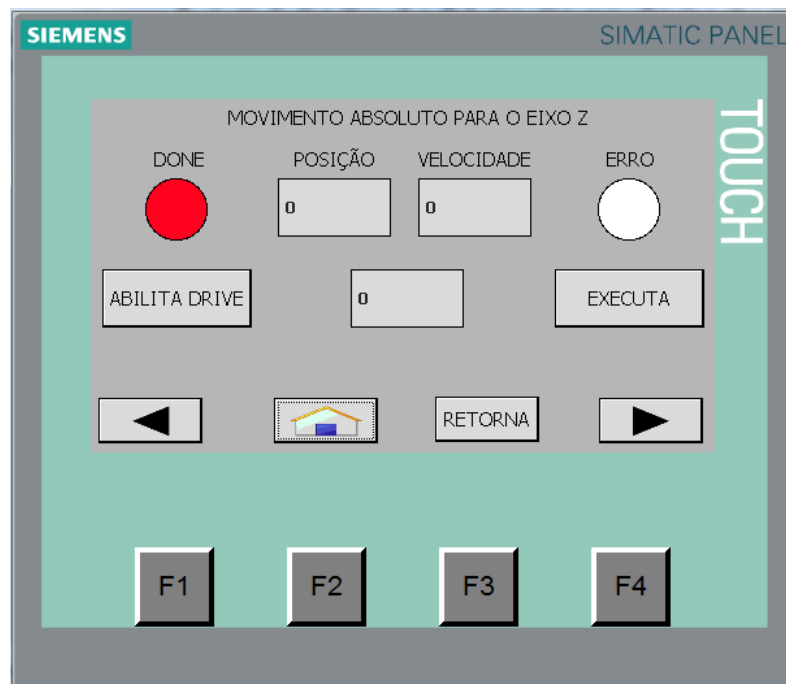 SIEMENS
SIMATIC PANEL
TOUCH
MOVIMENTO ABSOLUTO PARA O EIXO Z
DONE POSIÇÃO VELOCIDADE ERRO
0 0
ABILITA DRIVE 0 EXECUTA
RETORNA
F1 F2 F3 F4